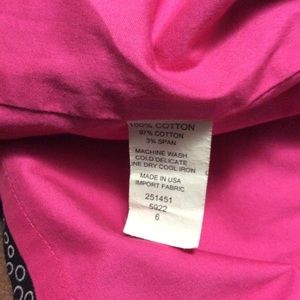 100% COTTON
97% COTTON
3% SPAN
MACHINE WASH
COLD DELICATE
LINE DRY COOL IRON
MADE IN USA
IMPORT FABRIC
251451
5922
6